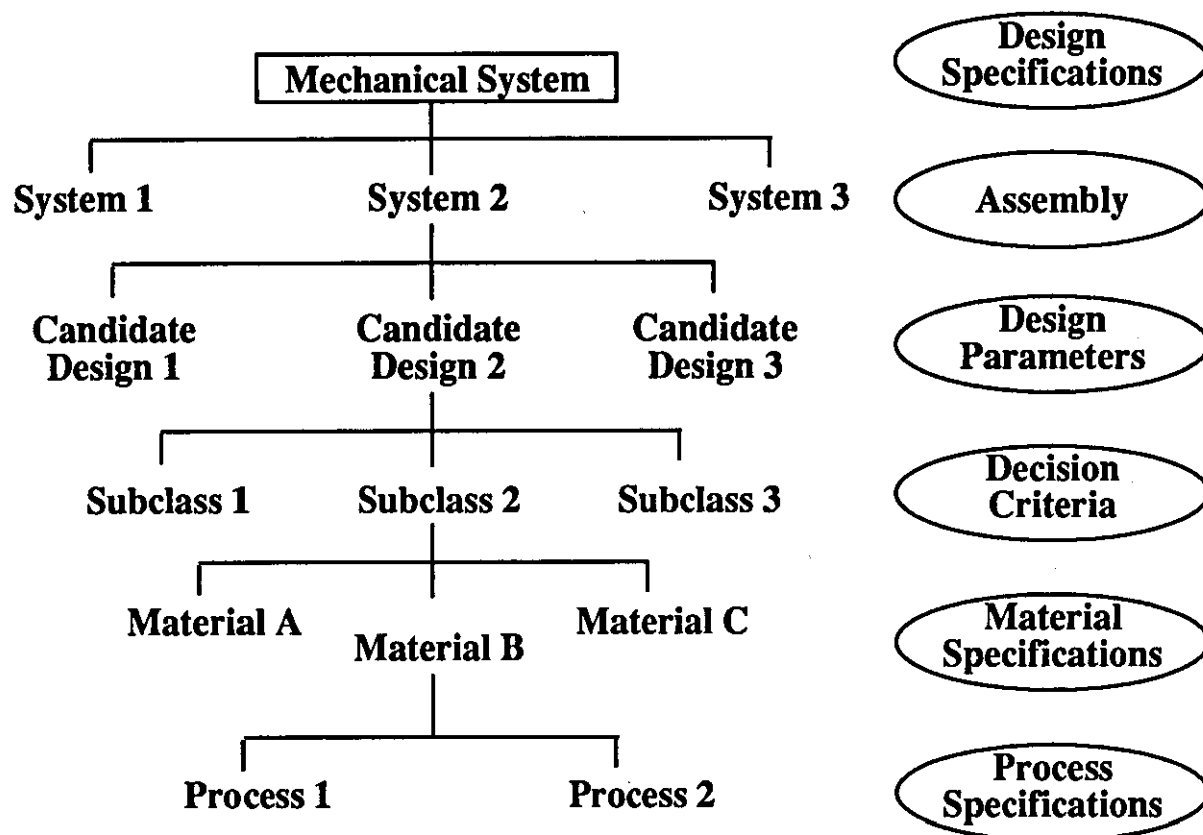 Design
Specifications
Mechanical System
System 1
System 2
System 3
Assembly
Candidate
Design 1
Candidate
Design 2
Candidate
Design 3
Design
Parameters
Subclass 1
Subclass 2
Subclass 3
Decision
Criteria
Material A
Material B
Material C
Material
Specifications
Process 1
Process 2
Process
Specifications